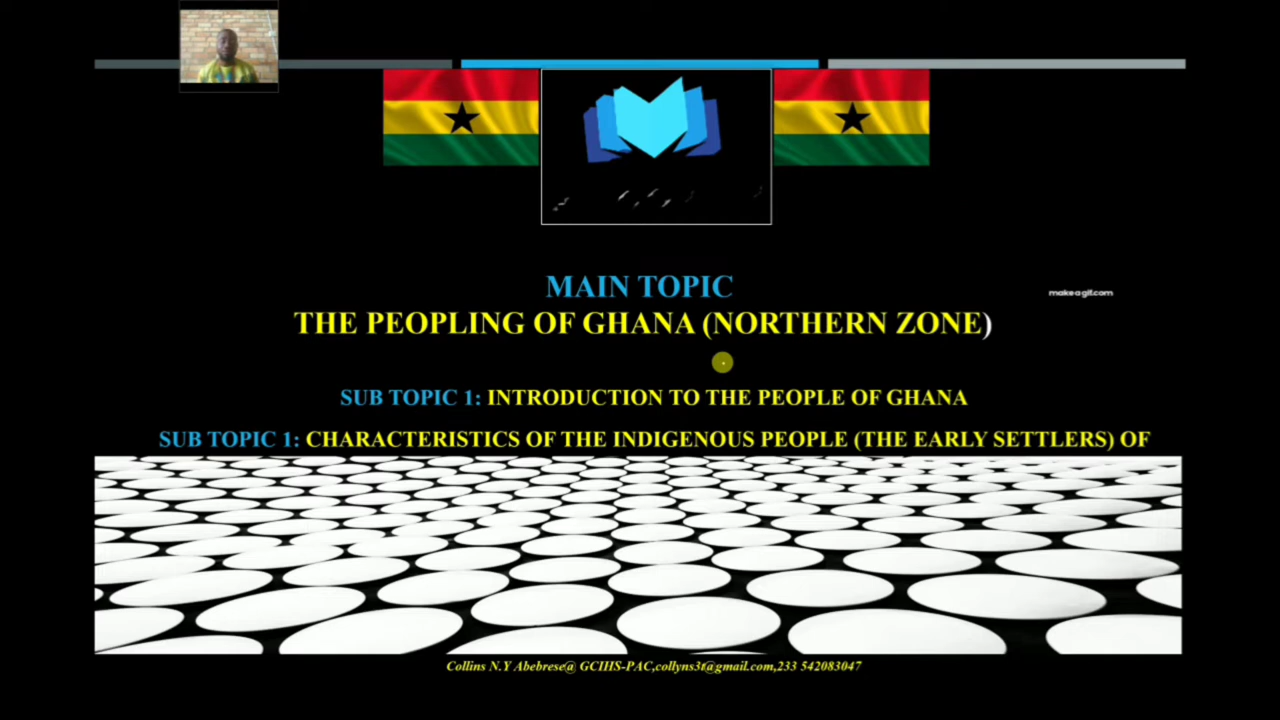 MAIN TOPIC
makeagif.com
THE PEOPLING OF GHANA (NORTHERN ZONE)
SUB TOPIC 1: INTRODUCTION TO THE PEOPLE OF GHANA
SUB TOPIC 1: CHARACTERISTICS OF THE INDIGENOUS PEOPLE (THE EARLY SETTLERS) OF
Collins N.Y Abebrese@ GCIHS-PAC,collyns3t@gmail.com,233 542083047